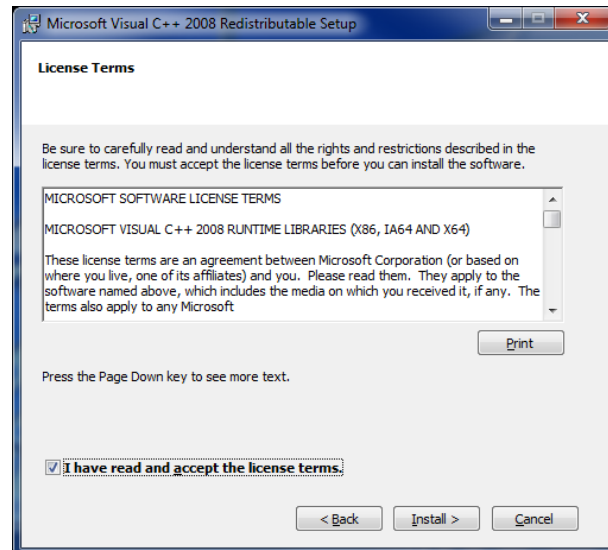 Microsoft Visual C++ 2008 Redistributable Setup
License Terms
Be sure to carefully read and understand all the rights and restrictions described in the
license terms. You must accept the license terms before you can install the software.
MICROSOFT SOFTWARE LICENSE TERMS
MICROSOFT VISUAL C++ 2008 RUNTIME LIBRARIES (X86, IA64 AND X64)
These license terms are an agreement between Microsoft Corporation (or based on
where you live, one of its affiliates) and you.  Please read them.  They apply to the
software named above, which includes the media on which you received it, if any.  The
terms also apply to any Microsoft
Print
Press the Page Down key to see more text.
I have read and accept the license terms.
< Back
Install >
Cancel